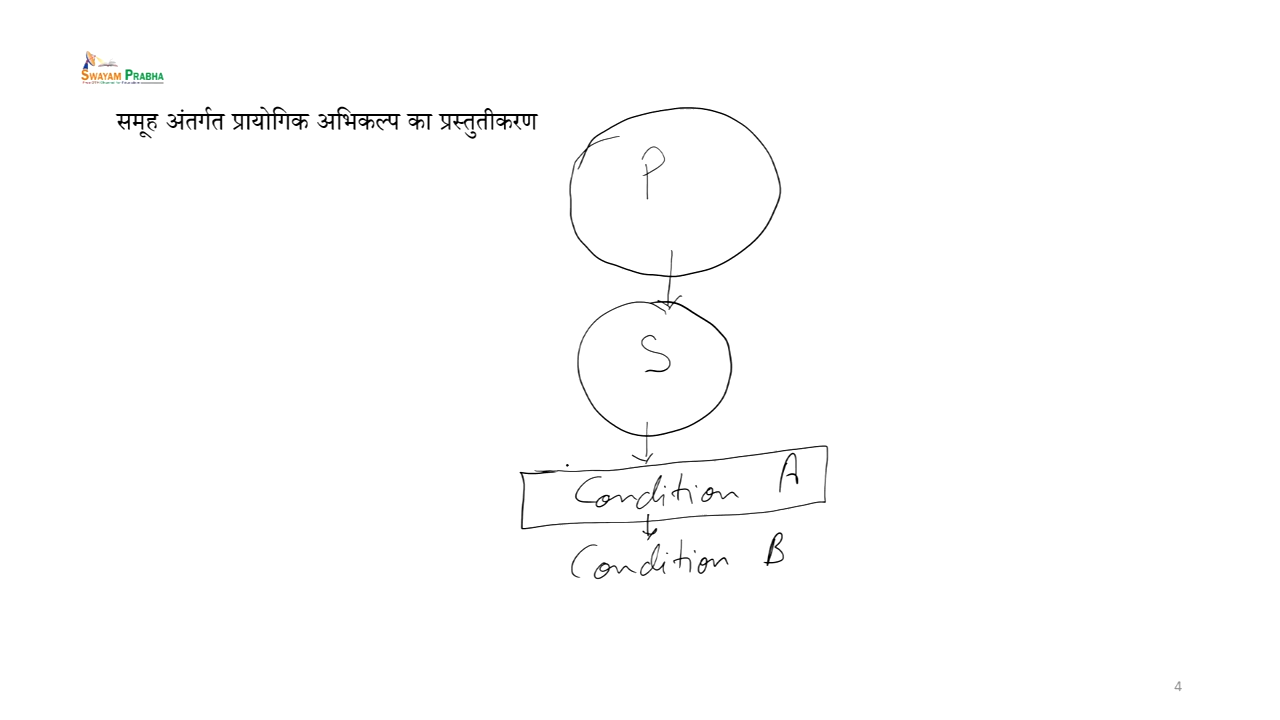 SWAYAM PRABHA
समूह अंतर्गत प्रायोगिक अभिकल्प का प्रस्तुतीकरण
P
S
Condition A
Condition B
4